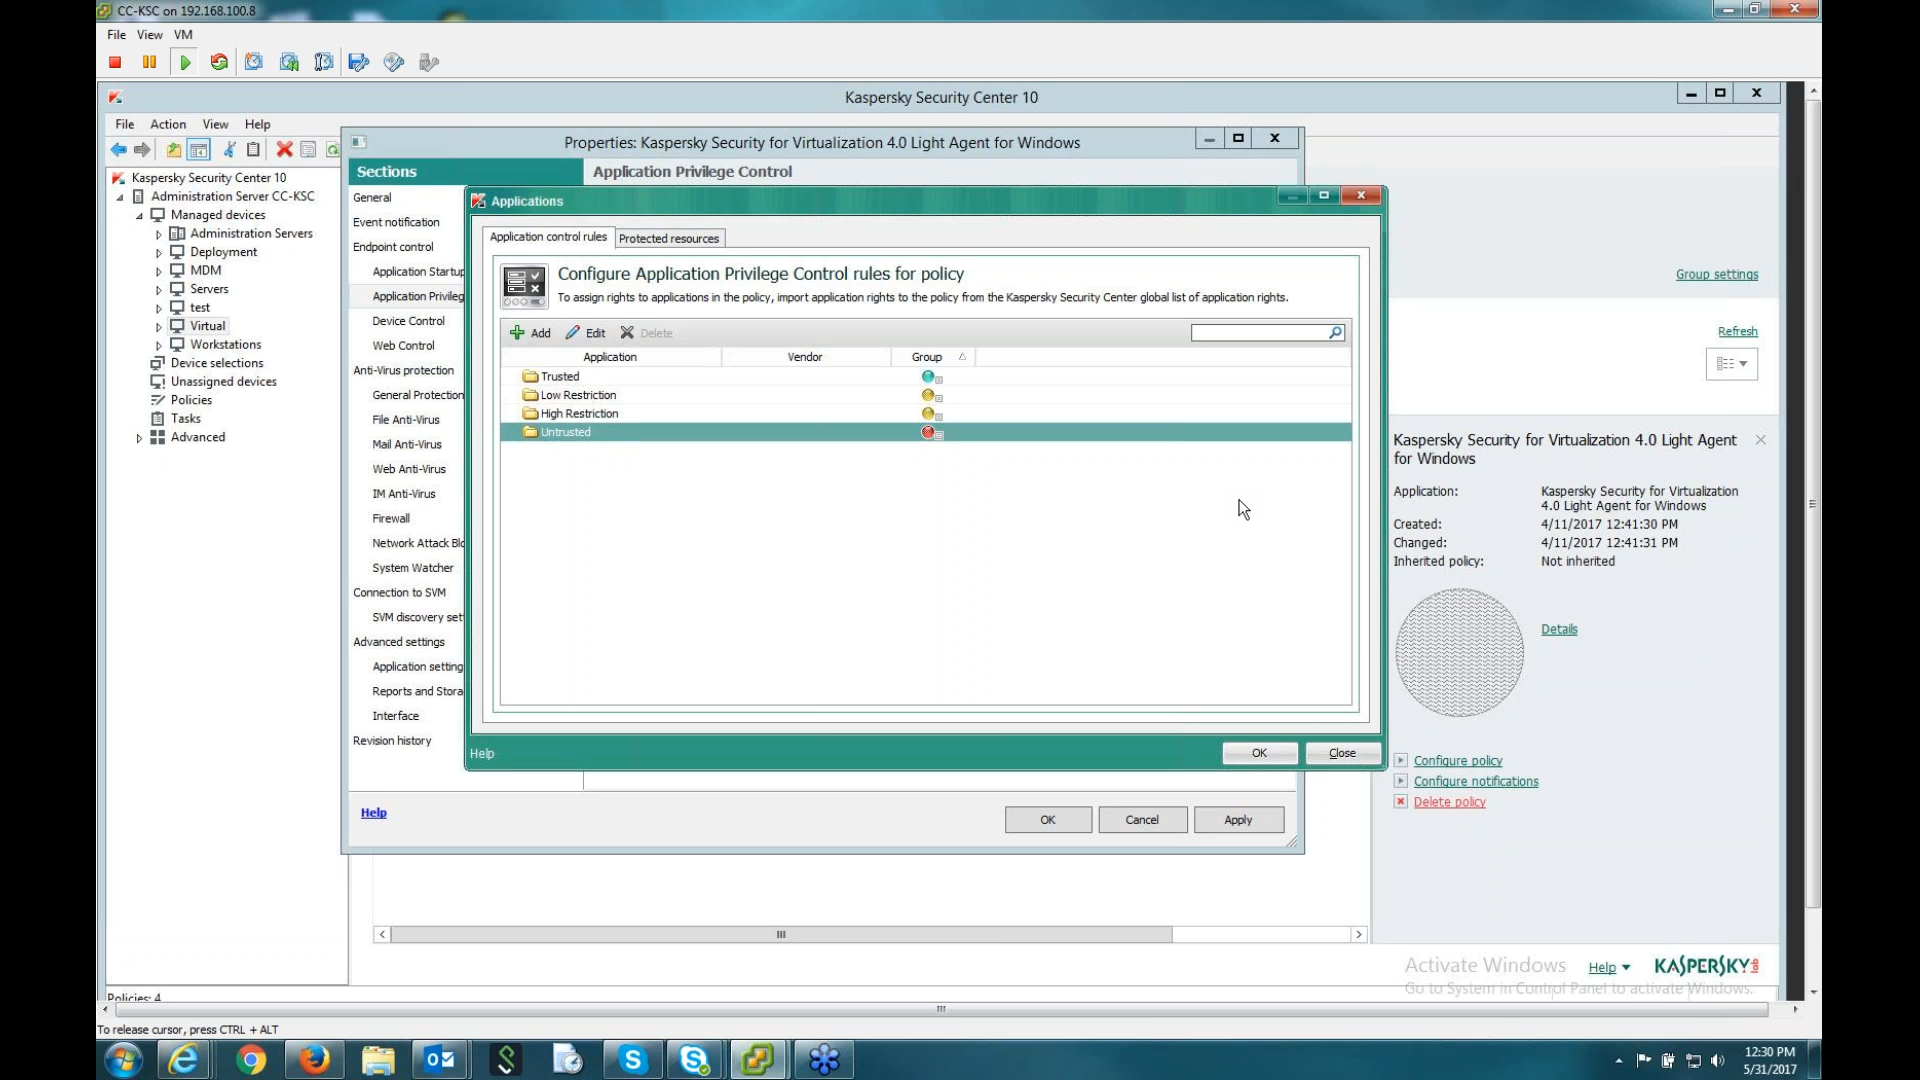 CC-KSC on 192.168.100.8
File View VM
Kaspersky Security Center 10
File Action View Help
Kaspersky Security Center 10
Administration Server CC-KSC
Managed devices
Administration Servers
Deployment
MDM
Servers
test
Virtual
Workstations
Device selections
Unassigned devices
Policies
Tasks
Advanced
Policies: 4
Properties: Kaspersky Security for Virtualization 4.0 Light Agent for Windows
Sections
Application Privilege Control
General
Event notification
Endpoint control
Application Startup
Application Privileg
Device Control
Web Control
Anti-Virus protection
General Protection
File Anti-Virus
Mail Anti-Virus
Web Anti-Virus
IM Anti-Virus
Firewall
Network Attack Blo
System Watcher
Connection to SVM
SVM discovery set
Advanced settings
Application setting
Reports and Stora
Interface
Revision history
Help
OK Cancel Apply
Applications
Application control rules Protected resources
Configure Application Privilege Control rules for policy
To assign rights to applications in the policy, import application rights to the policy from the Kaspersky Security Center global list of application rights.
Add Edit Delete
Application Vendor Group
Trusted
Low Restriction
High Restriction
Untrusted
Help OK Close
Group settings
Refresh
Kaspersky Security for Virtualization 4.0 Light Agent
for Windows
Application: Kaspersky Security for Virtualization
4.0 Light Agent for Windows
Created: 4/11/2017 12:41:30 PM
Changed: 4/11/2017 12:41:31 PM
Inherited policy: Not inherited
Details
Configure policy
Configure notifications
Delete policy
Activate Windows
Go to System in Control Panel to activate Windows.
Help KASPERSKY lab
To release cursor, press CTRL + ALT
12:30 PM
5/31/2017